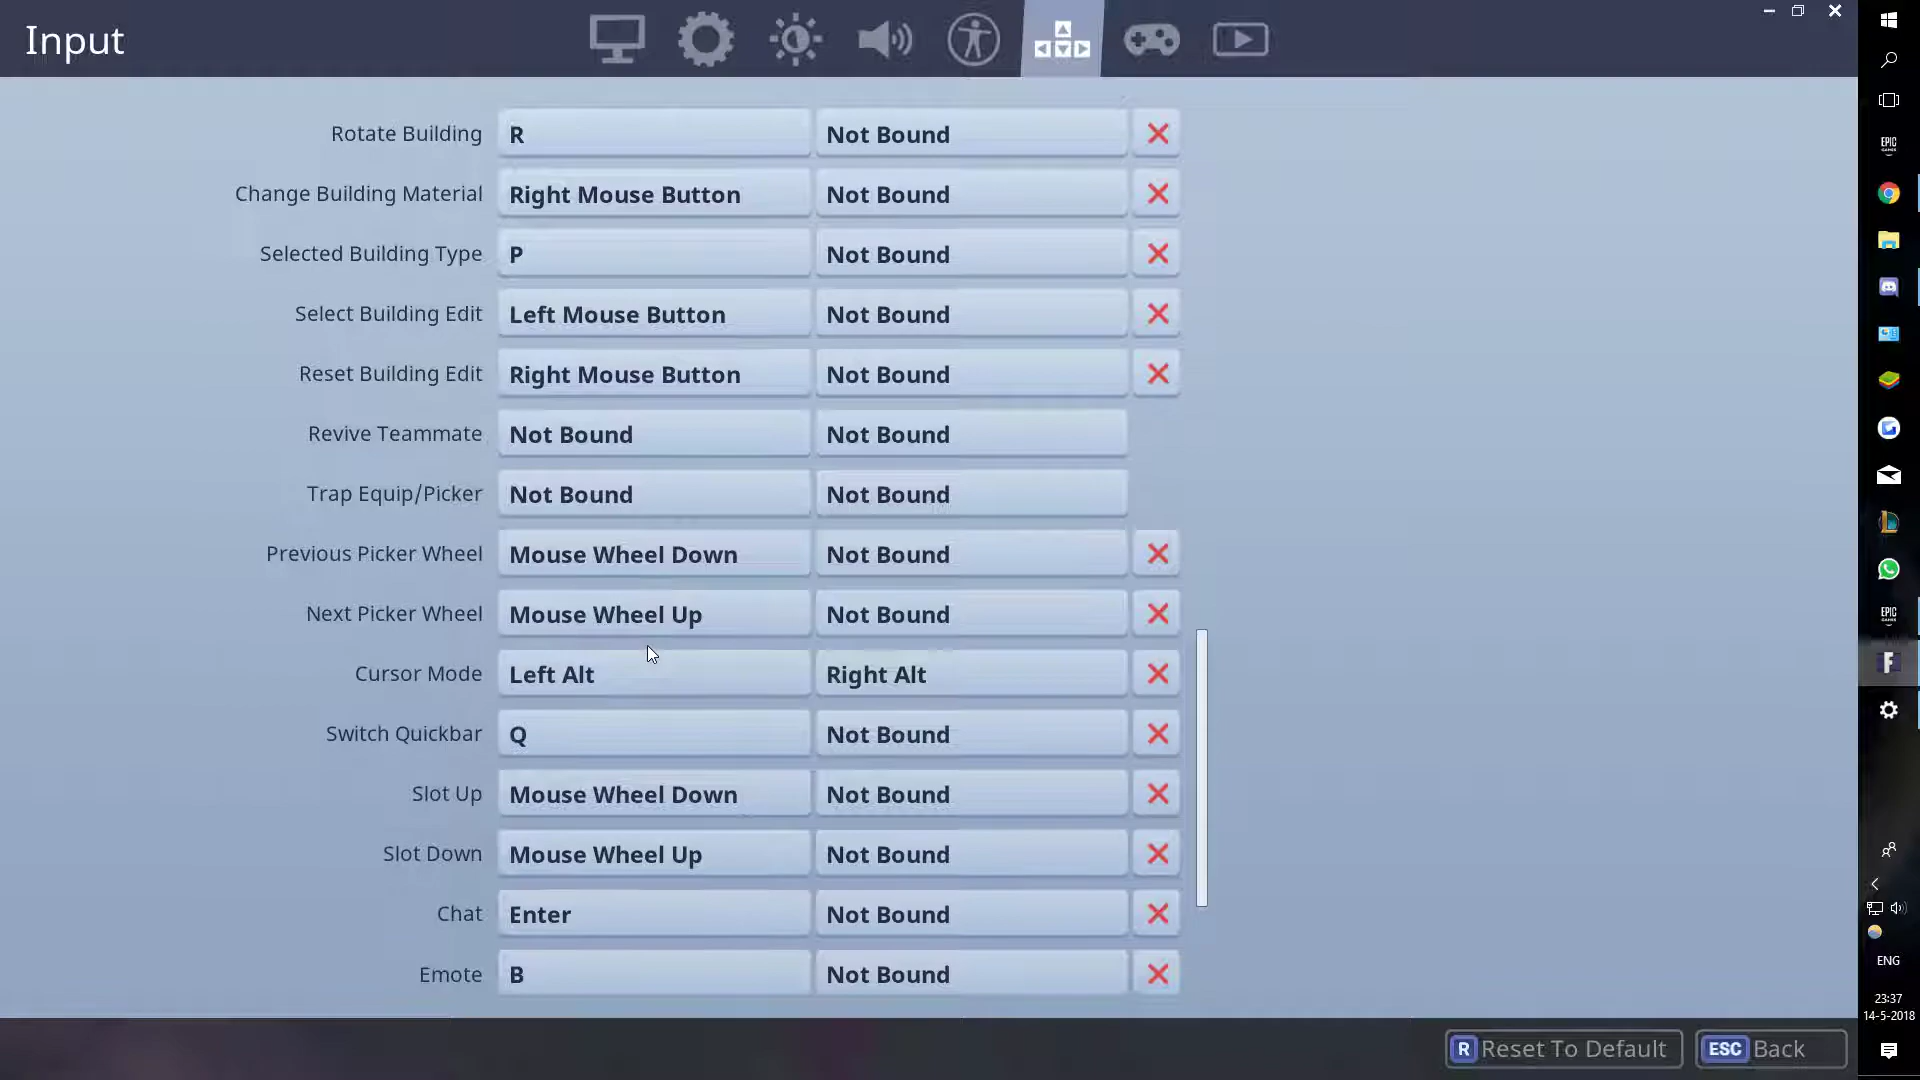 Input
Rotate Building R Not Bound
Change Building Material Right Mouse Button Not Bound
Selected Building Type P Not Bound
Select Building Edit Left Mouse Button Not Bound
Reset Building Edit Right Mouse Button Not Bound
Revive Teammate Not Bound Not Bound
Trap Equip/Picker Not Bound Not Bound
Previous Picker Wheel Mouse Wheel Down Not Bound
Next Picker Wheel Mouse Wheel Up Not Bound
Cursor Mode Left Alt Right Alt
Switch Quickbar Q Not Bound
Slot Up Mouse Wheel Down Not Bound
Slot Down Mouse Wheel Up Not Bound
Chat Enter Not Bound
Emote B Not Bound
R Reset To Default ESC Back
EPIC
GAMES
EPIC
GAMES
F
ENG
23:37
14-5-2018